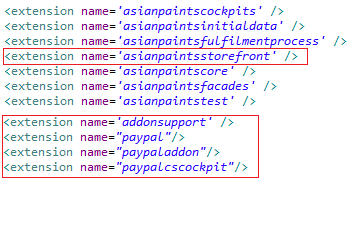 <extension name='asianpaintscockpits' />
<extension name='asianpaintsinitialdata' />
<extension name='asianpaintsfulfilmentprocess' />
<extension name='asianpaintsstorefront' />
<extension name='asianpaintscore' />
<extension name='asianpaintsfacades' />
<extension name='asianpaintstest' />
<extension name='addonsupport' />
<extension name="paypal"/>
<extension name="paypaladdon"/>
<extension name="paypalcscockpit"/>